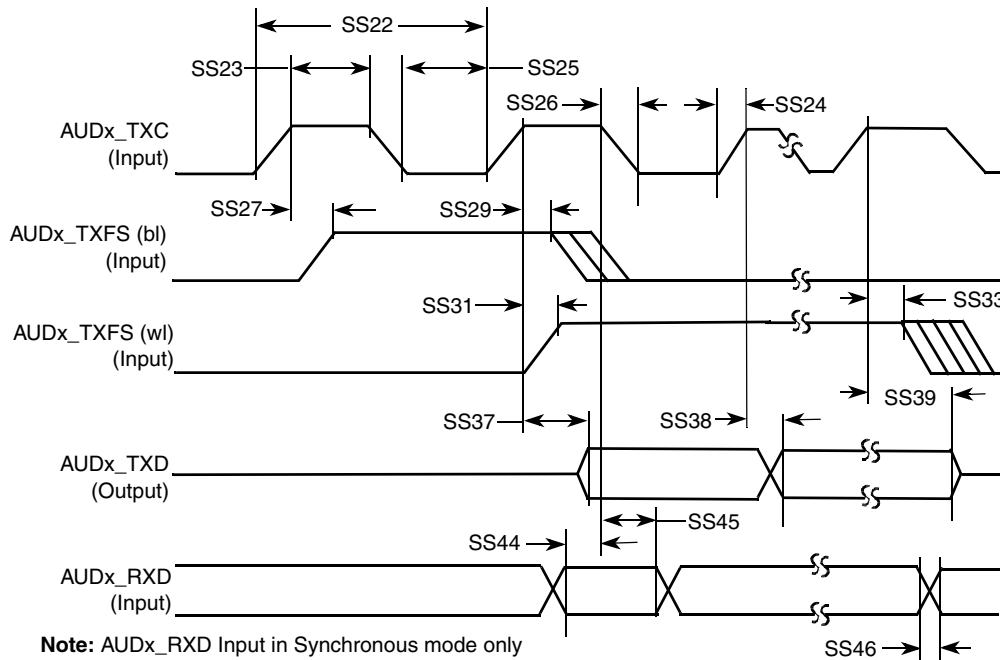 SS22
SS23
SS25
SS26
SS24
AUDx_TXC
(Input)
SS27
SS29
AUDx_TXFS (bl)
(Input)
SS31
SS33
AUDx_TXFS (wl)
(Input)
SS39
SS37
SS38
AUDx_TXD
(Output)
SS45
SS44
AUDx_RXD
(Input)
Note: AUDx_RXD Input in Synchronous mode only
SS46